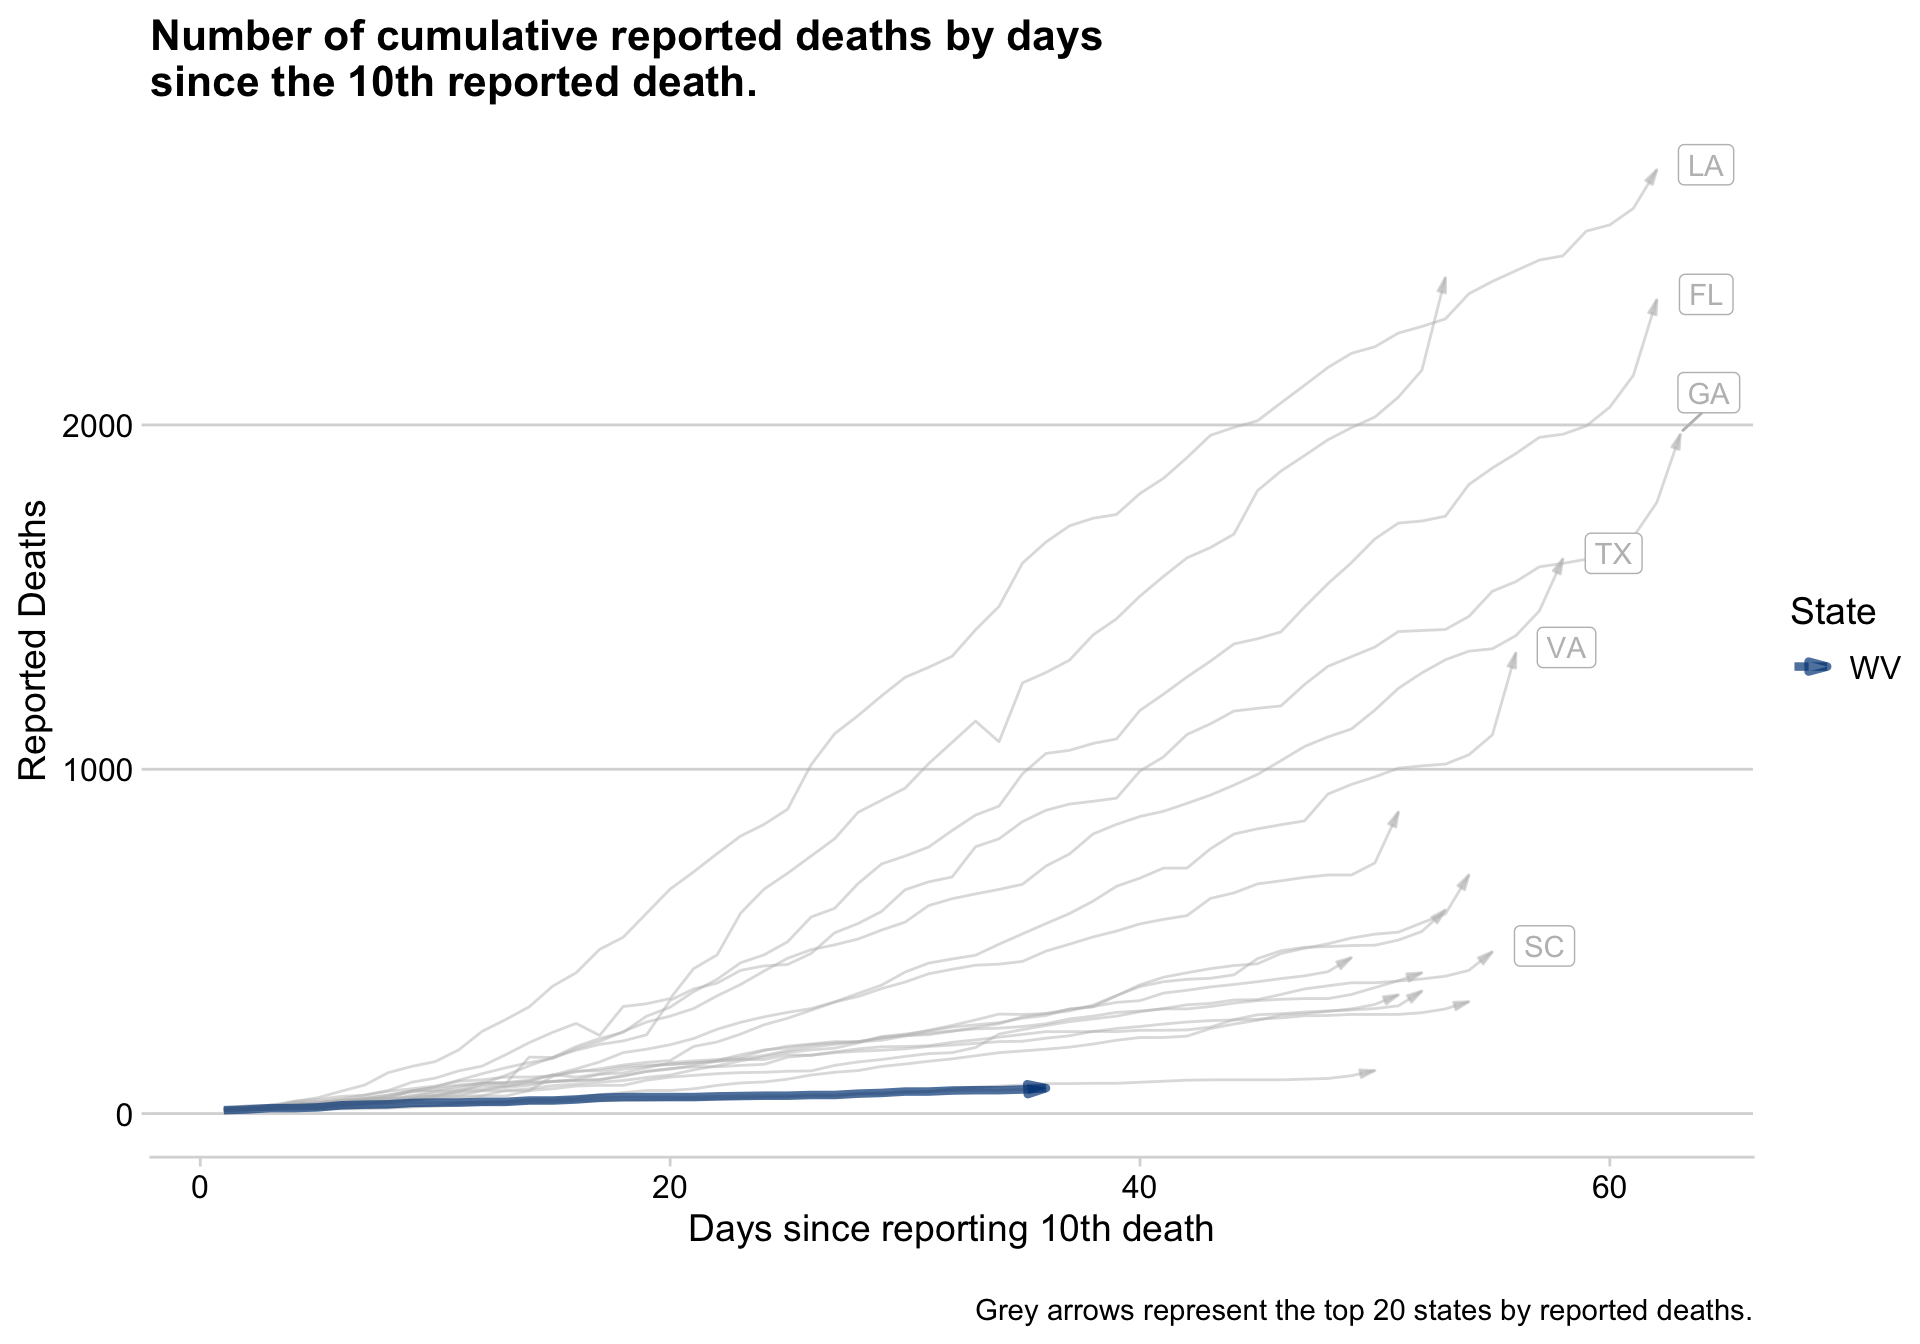 Number of cumulative reported deaths by days
since the 10th reported death.
LA
FL
GA
2000
TX
VA
1000
SC
0
Reported Deaths
State
WV
0 20 40 60
Days since reporting 10th death
Grey arrows represent the top 20 states by reported deaths.